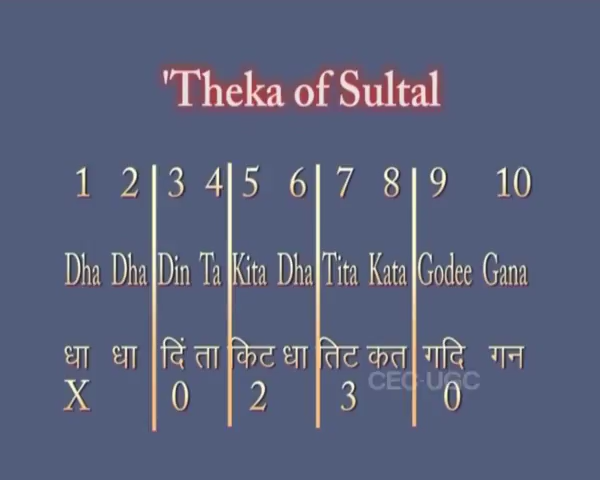 'Theka of Sultal
1 2 3 4 5 6 7 8 9 10
Dha Dha Din Ta Kita Dha Tita Kata Godee Gana
धा धा दिं ता किट धा तिट कत गदि गन
CEC-UGC
X 0 2 3 0